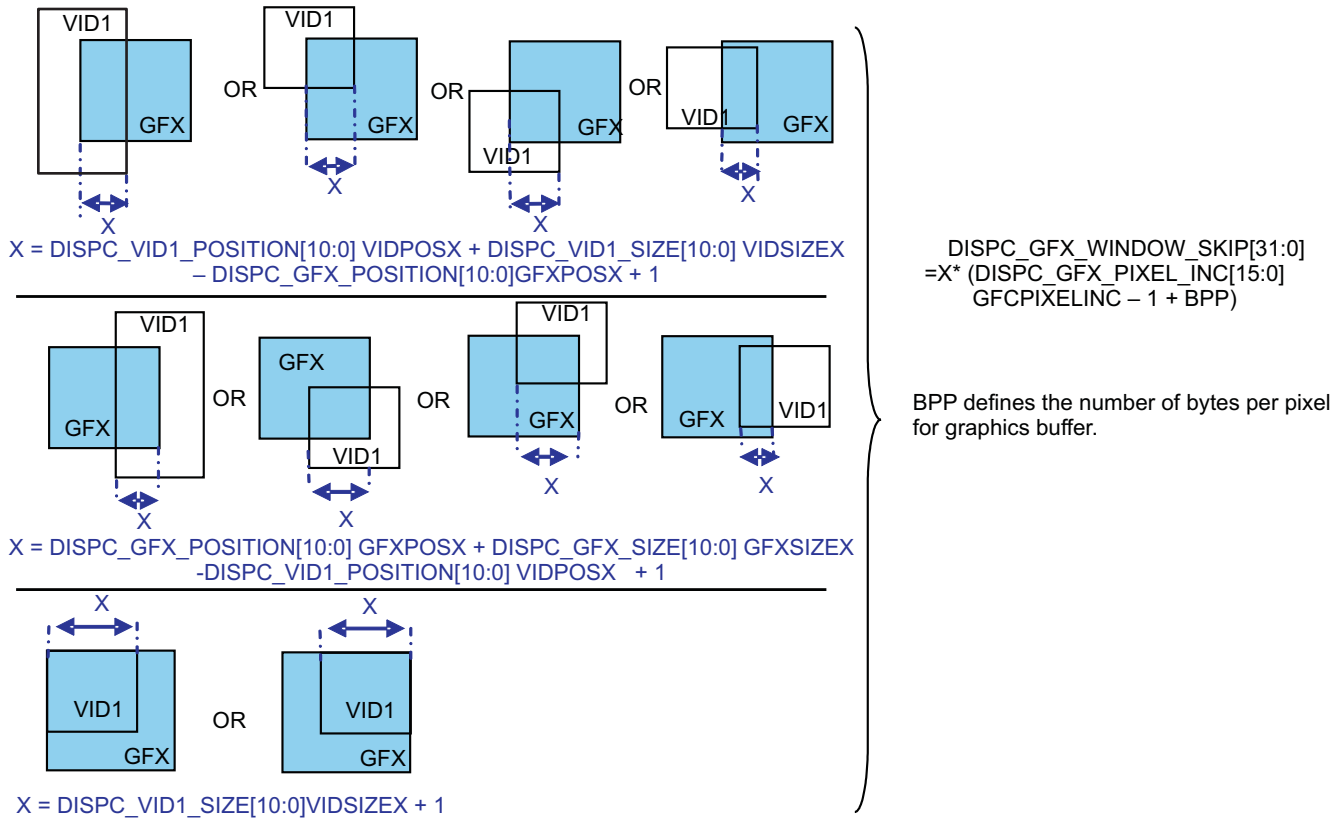 VID1
GFX
X
OR
VID1
GFX
X
OR
GFX
VID1
X
OR
VID1
GFX
X
X = DISPC_VID1_POSITION[10:0] VIDPOSX + DISPC_VID1_SIZE[10:0] VIDSIZEX
– DISPC_GFX_POSITION[10:0]GFXPOSX + 1
VID1
GFX
X
OR
GFX
VID1
X
OR
VID1
GFX
X
OR
GFX
VID1
X
X = DISPC_GFX_POSITION[10:0] GFXPOSX + DISPC_GFX_SIZE[10:0] GFXSIZEX
-DISPC_VID1_POSITION[10:0] VIDPOSX + 1
X
VID1
GFX
OR
X
VID1
GFX
X = DISPC_VID1_SIZE[10:0]VIDSIZEX + 1
DISPC_GFX_WINDOW_SKIP[31:0]
=X* (DISPC_GFX_PIXEL_INC[15:0]
GFCPIXELINC – 1 + BPP)
BPP defines the number of bytes per pixel
for graphics buffer.